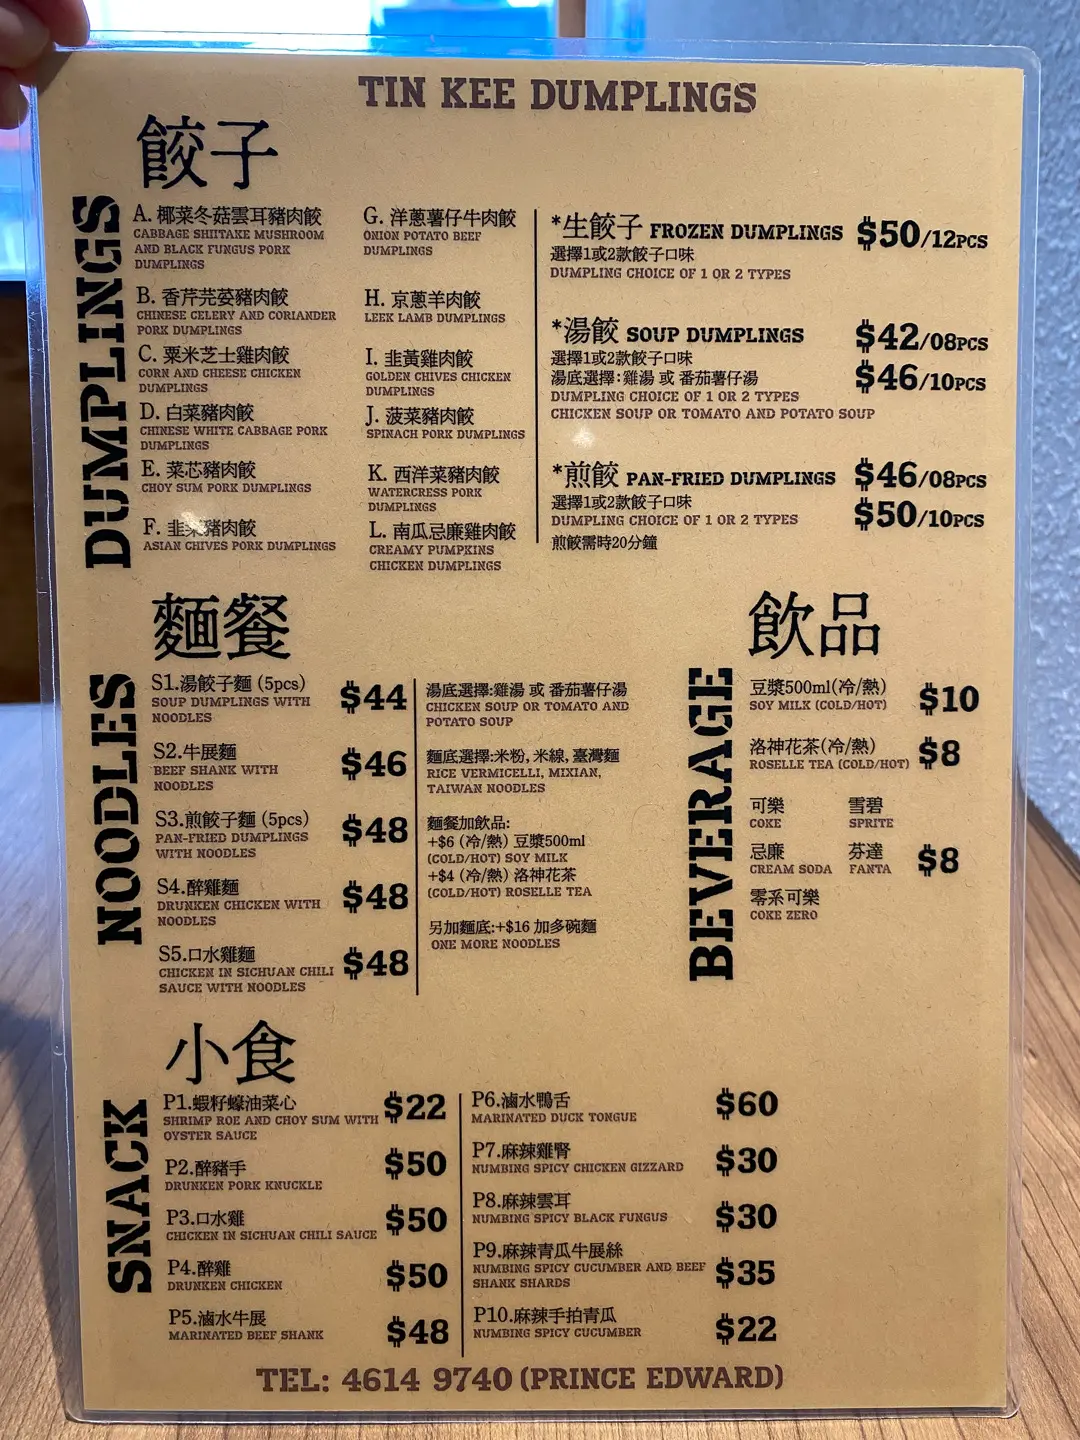 TIN KEE DUMPLINGS
餃子
DUMPLINGS
A. 椰菜冬菇雲耳豬肉餃
CABBAGE SHIITAKE MUSHROOM
AND BLACK FUNGUS PORK
DUMPLINGS
B. 香芹芫荽豬肉餃
CHINESE CELERY AND CORIANDER
PORK DUMPLINGS
C. 粟米芝士雞肉餃
CORN AND CHEESE CHICKEN
DUMPLINGS
D. 白菜豬肉餃
CHINESE WHITE CABBAGE PORK
DUMPLINGS
E. 菜芯豬肉餃
CHOY SUM PORK DUMPLINGS
F. 韭菜豬肉餃
ASIAN CHIVES PORK DUMPLINGS
G. 洋蔥薯仔牛肉餃
ONION POTATO BEEF
DUMPLINGS
H. 京蔥羊肉餃
LEEK LAMB DUMPLINGS
I. 韭黃雞肉餃
GOLDEN CHIVES CHICKEN
DUMPLINGS
J. 菠菜豬肉餃
SPINACH PORK DUMPLINGS
K. 西洋菜豬肉餃
WATERCRESS PORK
DUMPLINGS
L. 南瓜忌廉雞肉餃
CREAMY PUMPKINS
CHICKEN DUMPLINGS
*生餃子 FROZEN DUMPLINGS $50/12PCS
選擇1或2款餃子口味
DUMPLING CHOICE OF 1 OR 2 TYPES
*湯餃 SOUP DUMPLINGS $42/08PCS
選擇1或2款餃子口味
湯底選擇:雞湯 或 番茄薯仔湯 $46/10PCS
DUMPLING CHOICE OF 1 OR 2 TYPES
CHICKEN SOUP OR TOMATO AND POTATO SOUP
*煎餃 PAN-FRIED DUMPLINGS $46/08PCS
選擇1或2款餃子口味
DUMPLING CHOICE OF 1 OR 2 TYPES $50/10PCS
煎餃需時20分鐘
麵餐
NOODLES
S1.湯餃子麵 (5pcs) $44
SOUP DUMPLINGS WITH
NOODLES
S2.牛展麵 $46
BEEF SHANK WITH
NOODLES
S3.煎餃子麵 (5pcs) $48
PAN-FRIED DUMPLINGS
WITH NOODLES
S4.醉雞麵 $48
DRUNKEN CHICKEN WITH
NOODLES
S5.口水雞麵 $48
CHICKEN IN SICHUAN CHILI
SAUCE WITH NOODLES
湯底選擇:雞湯 或 番茄薯仔湯
CHICKEN SOUP OR TOMATO AND
POTATO SOUP
麵底選擇:米粉, 米線, 臺灣麵
RICE VERMICELLI, MIXIAN,
TAIWAN NOODLES
麵餐加飲品:
+$6 (冷/熱) 豆漿500ml
(COLD/HOT) SOY MILK
+$4 (冷/熱) 洛神花茶
(COLD/HOT) ROSELLE TEA
另加麵底:+$16 加多碗麵
ONE MORE NOODLES
飲品
BEVERAGE
豆漿500ml(冷/熱) $10
SOY MILK (COLD/HOT)
洛神花茶(冷/熱) $8
ROSELLE TEA (COLD/HOT)
可樂 雪碧
COKE SPRITE
忌廉 芬達 $8
CREAM SODA FANTA
零系可樂
COKE ZERO
小食
SNACK
P1.蝦籽蠔油菜心 $22
SHRIMP ROE AND CHOY SUM WITH
OYSTER SAUCE
P2.醉豬手 $50
DRUNKEN PORK KNUCKLE
P3.口水雞 $50
CHICKEN IN SICHUAN CHILI SAUCE
P4.醉雞 $50
DRUNKEN CHICKEN
P5.滷水牛展 $48
MARINATED BEEF SHANK
P6.滷水鴨舌 $60
MARINATED DUCK TONGUE
P7.麻辣雞腎 $30
NUMBING SPICY CHICKEN GIZZARD
P8.麻辣雲耳 $30
NUMBING SPICY BLACK FUNGUS
P9.麻辣青瓜牛展絲 $35
NUMBING SPICY CUCUMBER AND BEEF
SHANK SHARDS
P10.麻辣手拍青瓜 $22
NUMBING SPICY CUCUMBER
TEL: 4614 9740 (PRINCE EDWARD)